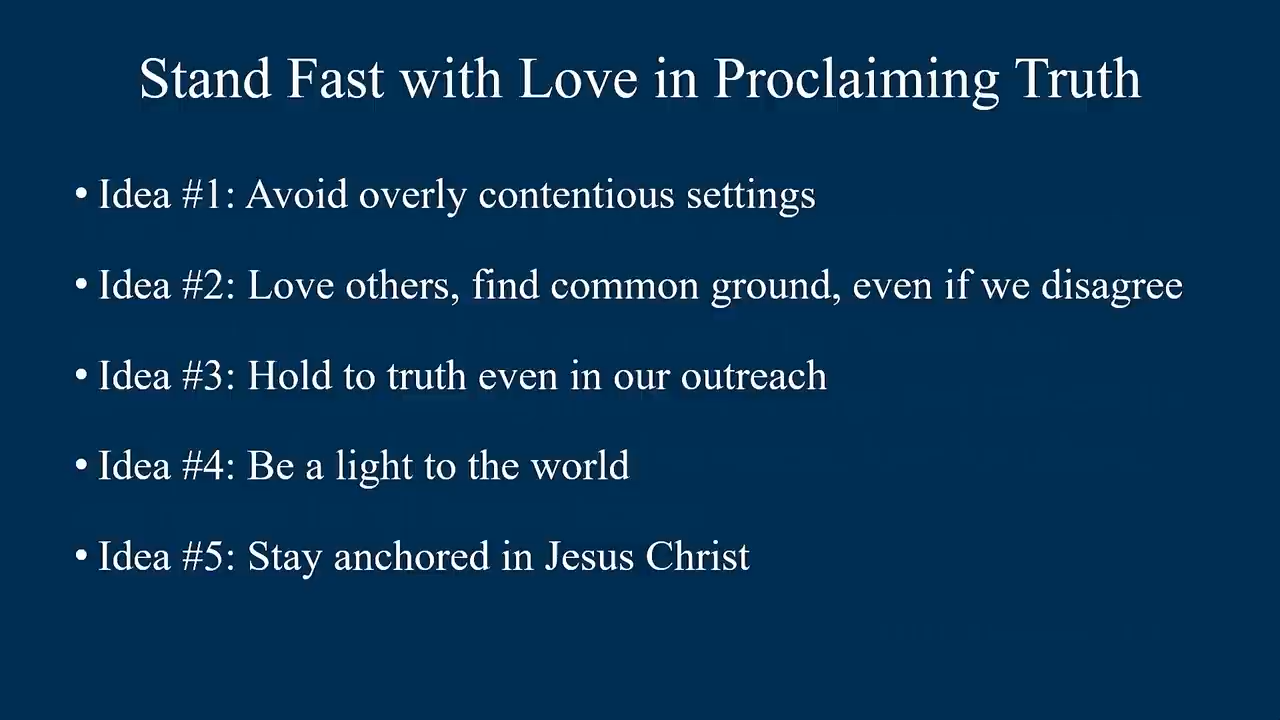 Stand Fast with Love in Proclaiming Truth
• Idea #1: Avoid overly contentious settings
• Idea #2: Love others, find common ground, even if we disagree
• Idea #3: Hold to truth even in our outreach
• Idea #4: Be a light to the world
• Idea #5: Stay anchored in Jesus Christ